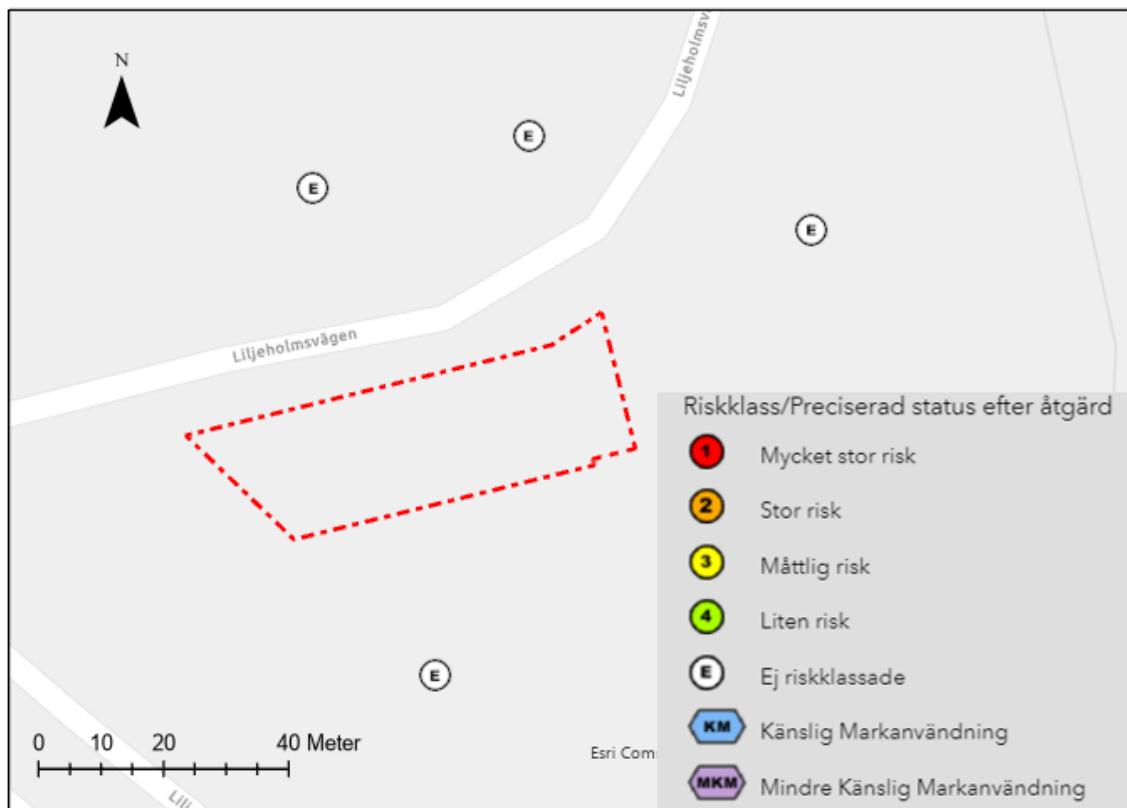 N
Liljeholmsv
E
E
E
Liljeholmsvägen
Riskklass/Preciserad status efter åtgärd
1 Mycket stor risk
2 Stor risk
3 Måttlig risk
4 Liten risk
E Ej riskklassade
KM Känslig Markanvändning
MKM Mindre Känslig Markanvändning
E
0 10 20 40 Meter
Esri Com
Lilj